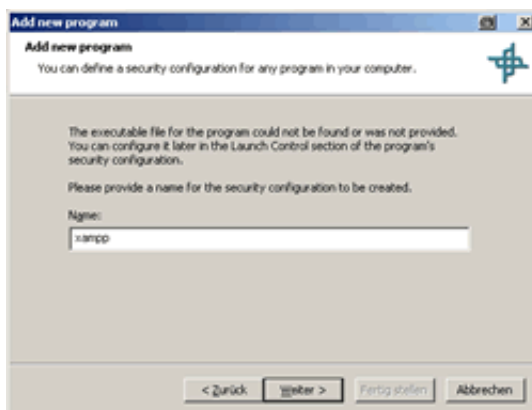 Add new program
Add new program
You can define a security configuration for any program in your computer.
The executable file for the program could not be found or was not provided.
You can configure it later in the Launch Control section of the program's
security configuration.
Please provide a name for the security configuration to be created.
Name:
xampp
< Zurück
Weiter >
Fertig stellen
Abbrechen